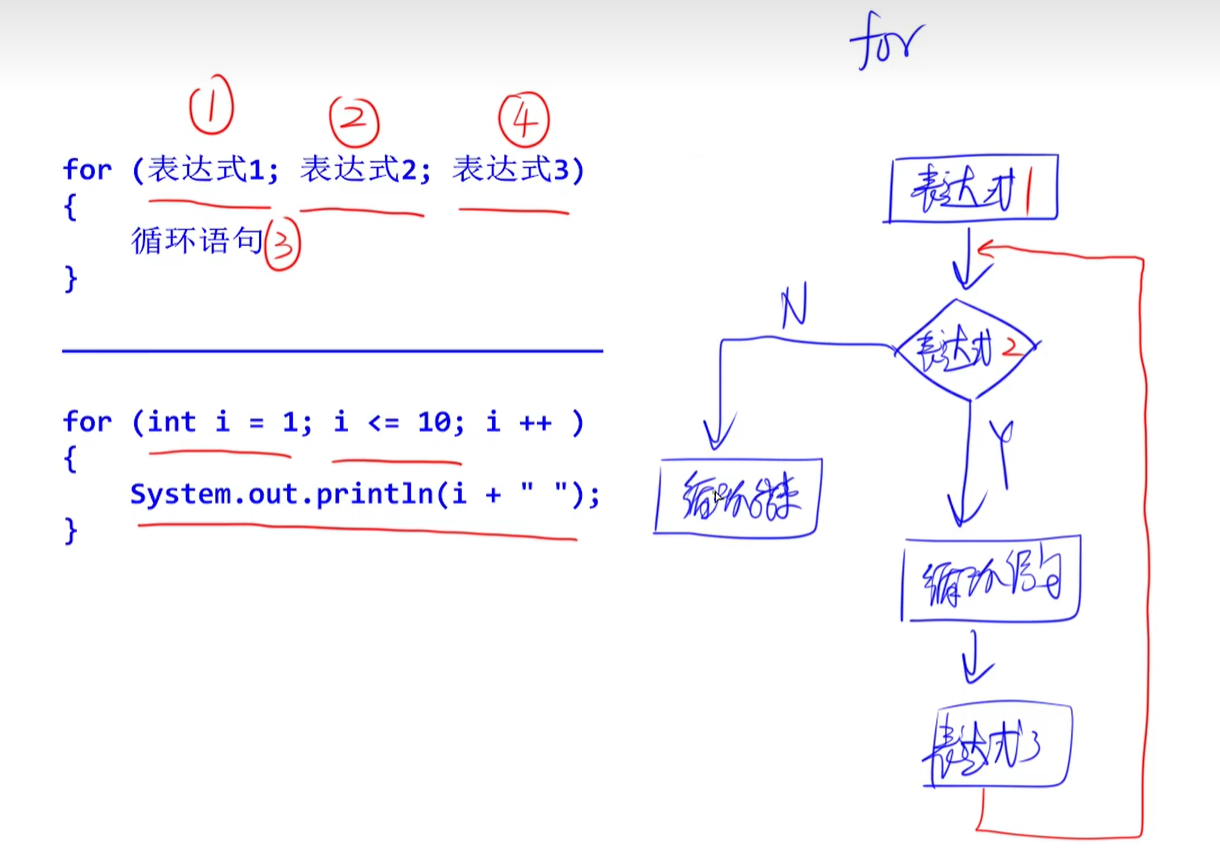 for
① ② ④
for (表达式1; 表达式2; 表达式3)
{
循环语句③
}
for (int i = 1; i <= 10; i ++ )
{
System.out.println(i + " ");
}
表达式1
N
表达式2
Y
循环结束
循环语句
表达式3